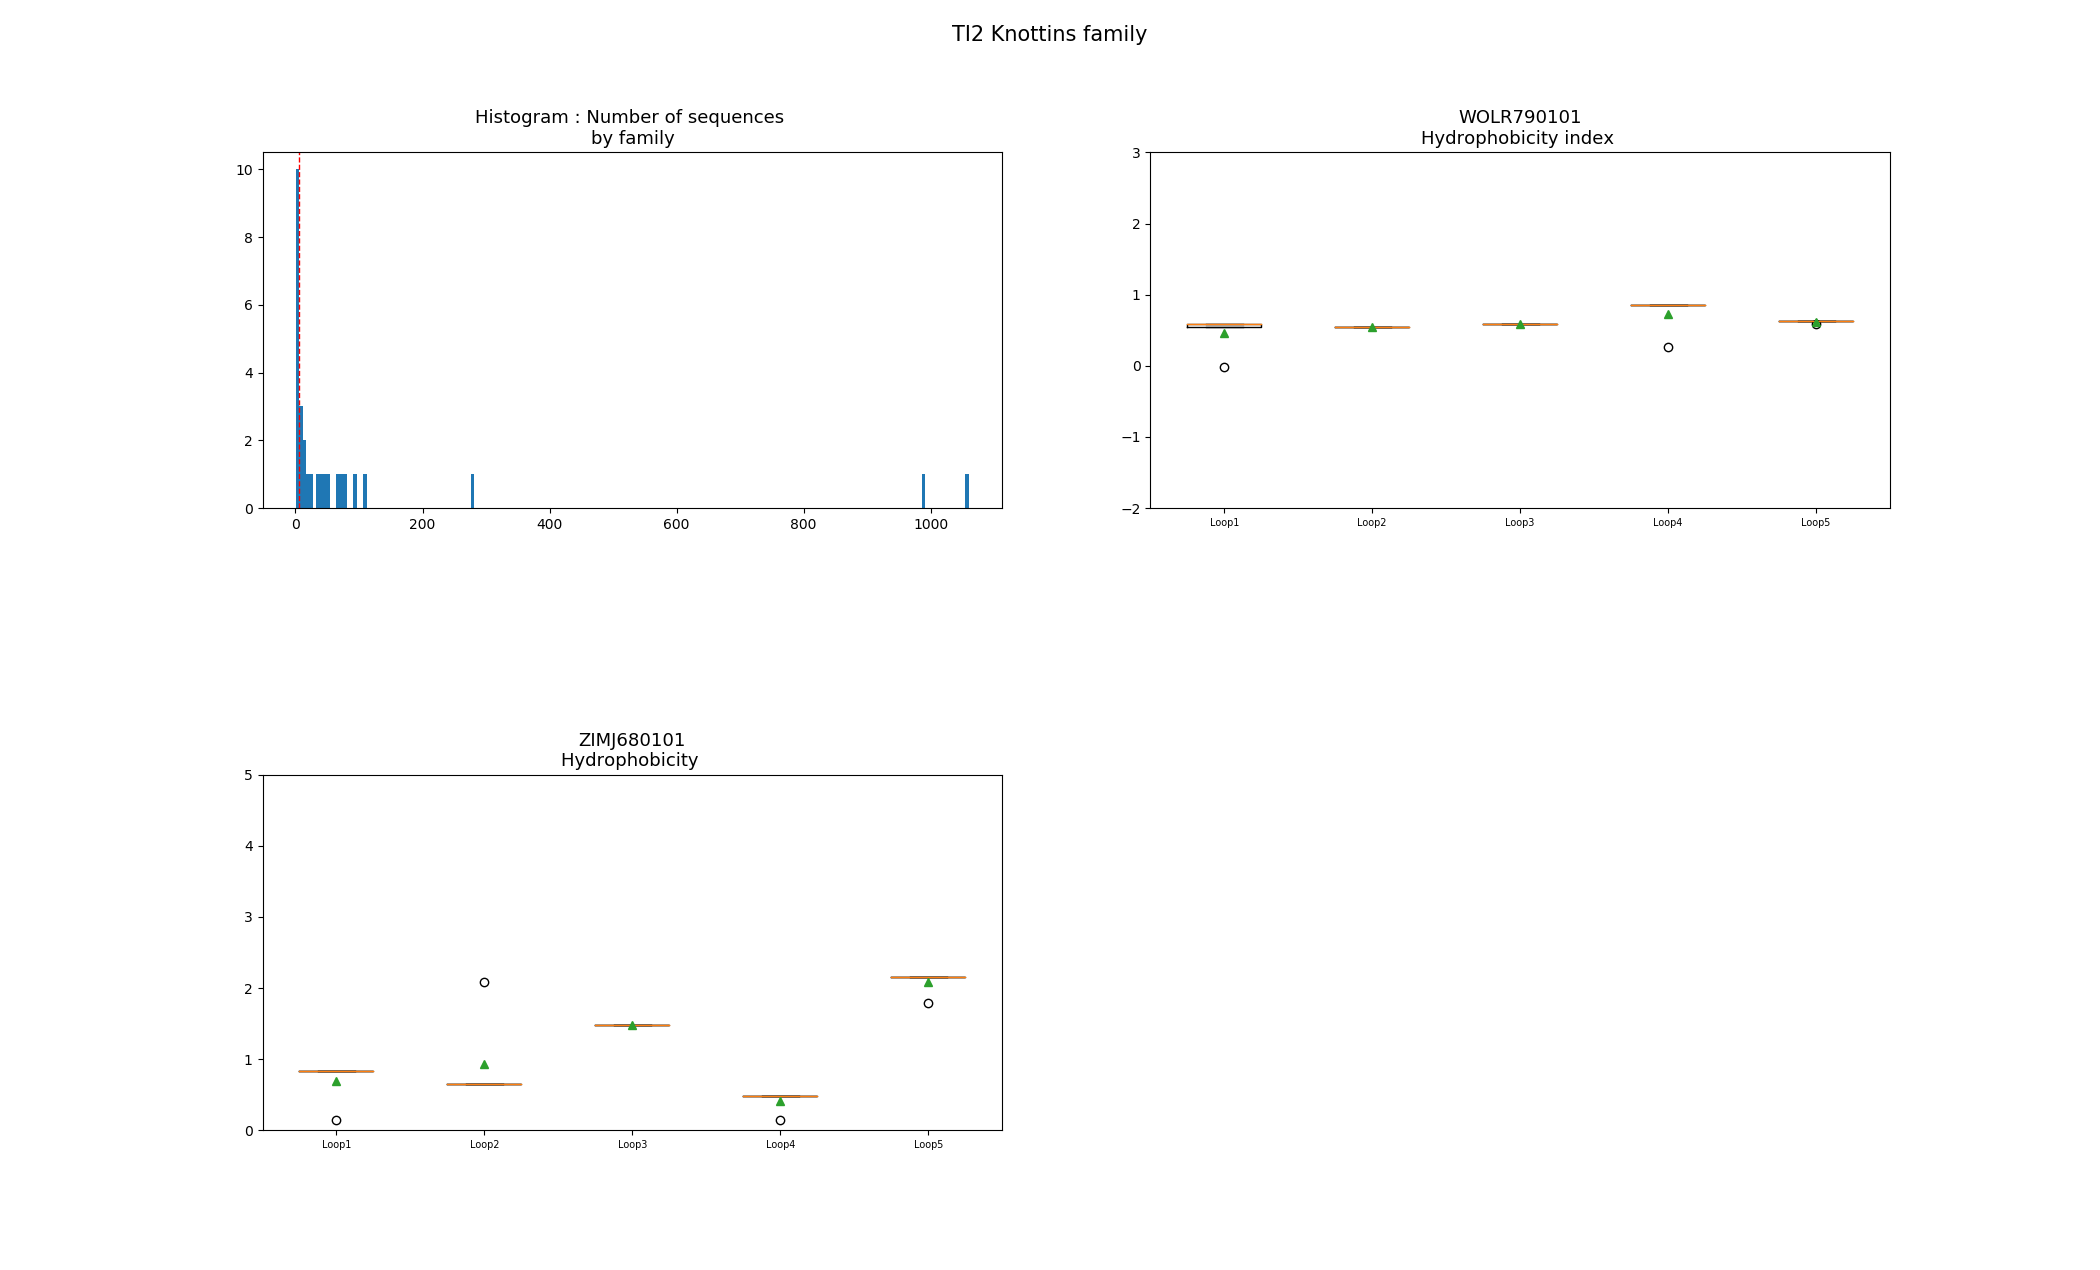 TI2 Knottins family
Histogram : Number of sequences
by family
10
8
6
4
2
0
0 200 400 600 800 1000
WOLR790101
Hydrophobicity index
3
2
1
0
−1
−2
Loop1 Loop2 Loop3 Loop4 Loop5
ZIMJ680101
Hydrophobicity
5
4
3
2
1
0
Loop1 Loop2 Loop3 Loop4 Loop5